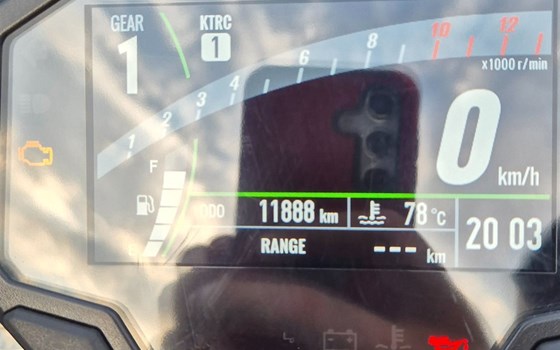 GEAR
1
KTRC
1
1 2 3 4 6 8 10 12
x1000 r/min
0
km/h
F
11888 km
78°C
20 03
RANGE
--- km